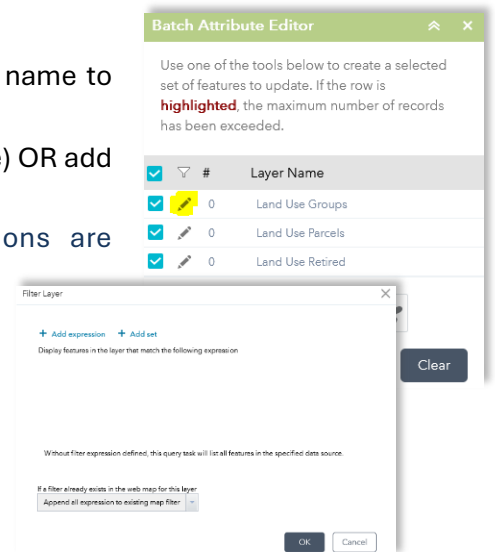 name to
) OR add
ons are
Batch Attribute Editor
Use one of the tools below to create a selected
set of features to update. If the row is
highlighted, the maximum number of records
has been exceeded.
# Layer Name
0 Land Use Groups
0 Land Use Parcels
0 Land Use Retired
Clear
Filter Layer
+ Add expression + Add set
Display features in the layer that match the following expression
Without filter expression defined, this query task will list all features in the specified data source.
If a filter already exists in the web map for this layer
Append all expression to existing map filter
OK Cancel